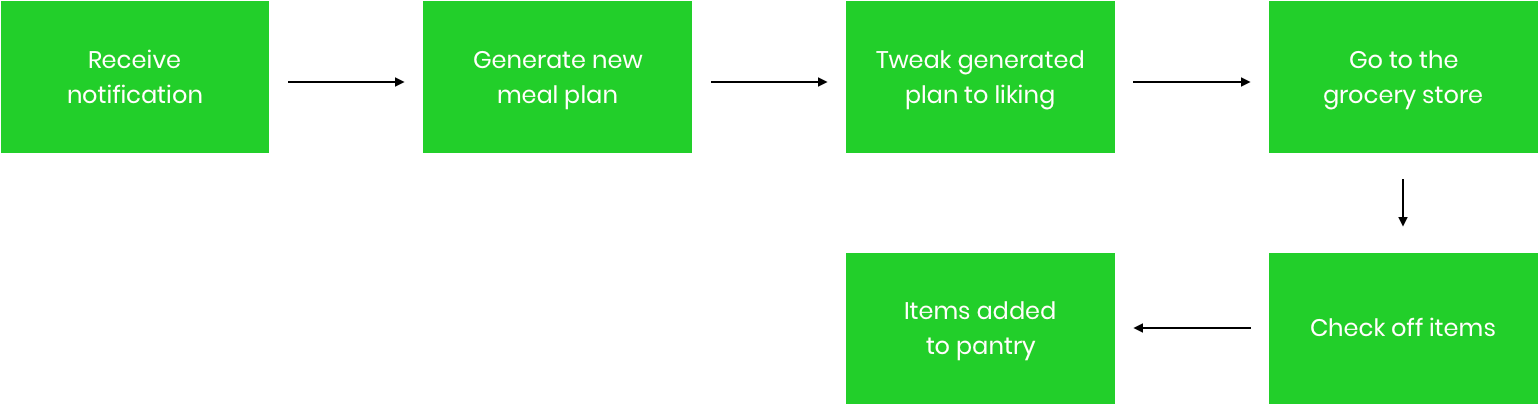 Receive
notification
Generate new
meal plan
Tweak generated
plan to liking
Go to the
grocery store
Check off items
Items added
to pantry